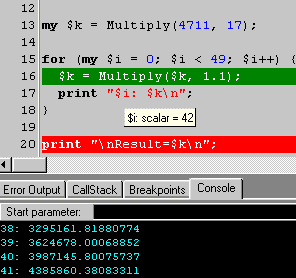 12
13 my $k = Multiply(4711, 17);
14
15 for (my $i = 0; $i < 49; $i++) {
16 $k = Multiply($k, 1.1);
17 print "$i: $k\n";
18 }
$i: scalar = 42
19
20 print "\nResult=$k\n";
Error Output CallStack Breakpoints Console
Start parameter:
38: 3295161.81880774
39: 3624678.00068852
40: 3987145.80075737
41: 4385860.38083311